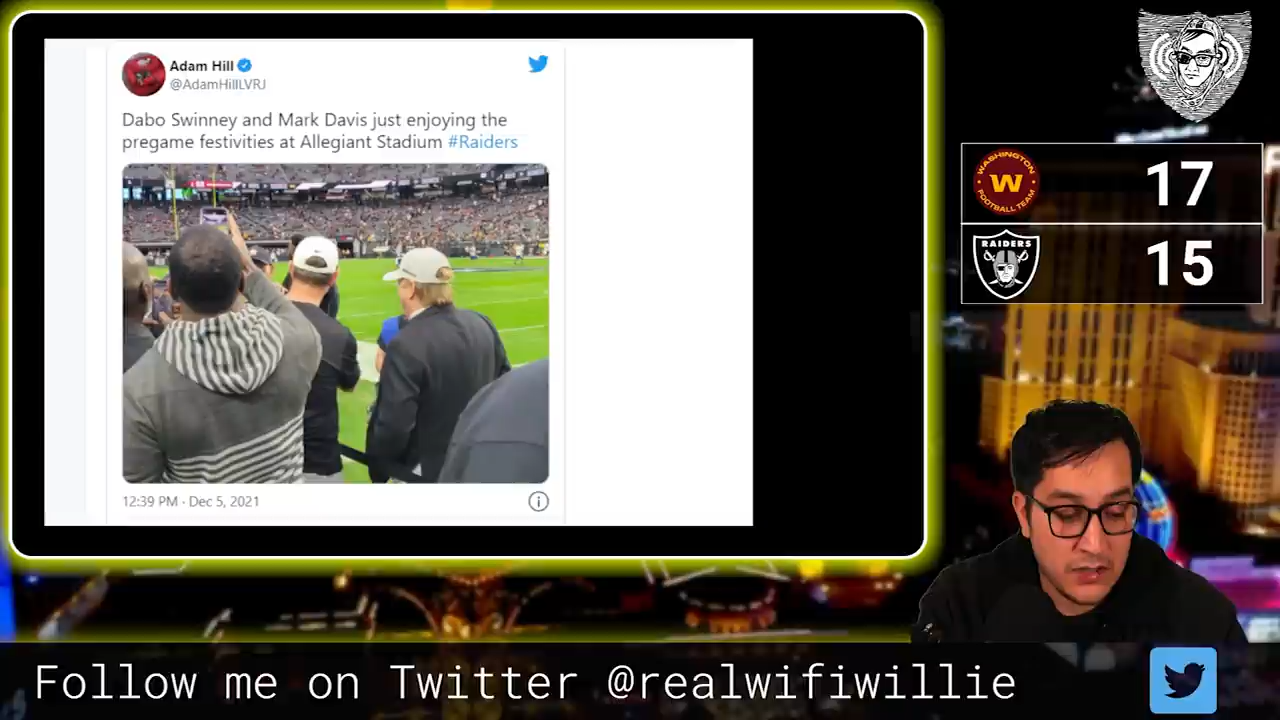 Adam Hill
@AdamHillLVRJ
Dabo Swinney and Mark Davis just enjoying the
pregame festivities at Allegiant Stadium #Raiders
12:39 PM · Dec 5, 2021
WASHINGTON
W
FOOTBALL TEAM
17
RAIDERS
15
Follow me on Twitter @realwifiwillie